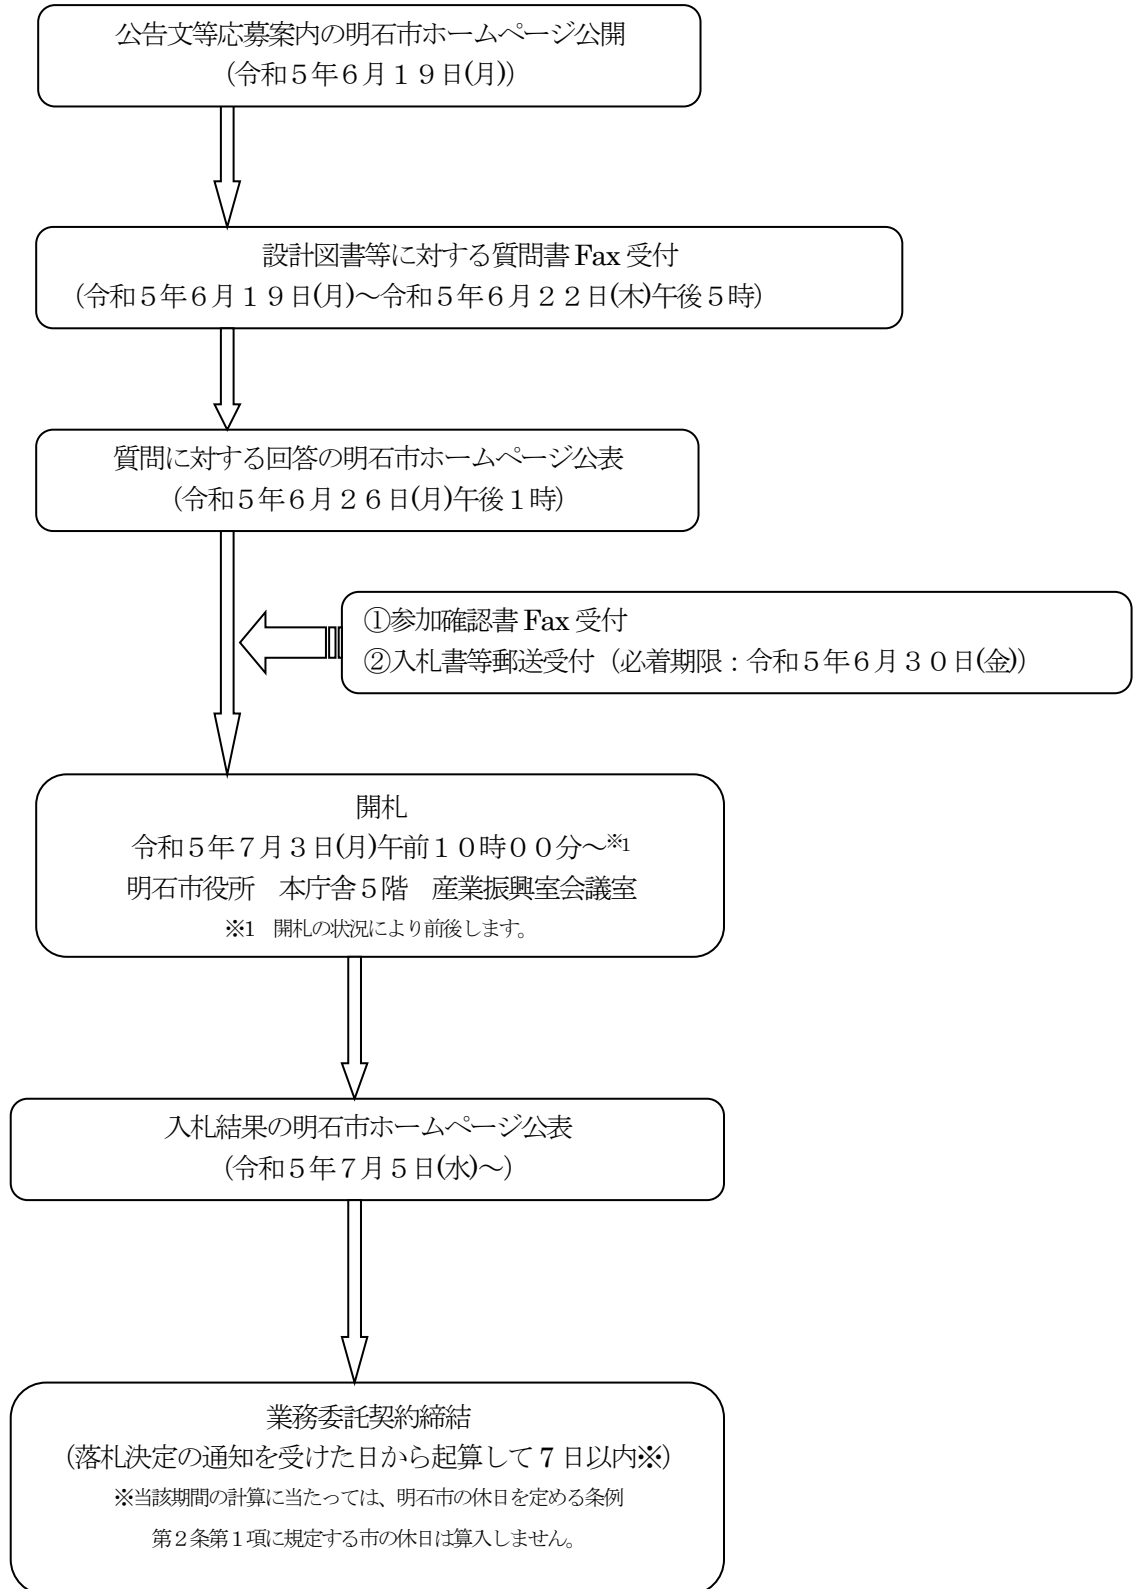 公告文等応募案内の明石市ホームページ公開
(令和５年６月１９日(月))
設計図書等に対する質問書 Fax 受付
(令和５年６月１９日(月)～令和５年６月２２日(木)午後５時)
質問に対する回答の明石市ホームページ公表
(令和５年６月２６日(月)午後１時)
①参加確認書 Fax 受付
②入札書等郵送受付（必着期限：令和５年６月３０日(金)）
開札
令和５年７月３日(月)午前１０時００分～※1
明石市役所　本庁舎５階　産業振興室会議室
※1　開札の状況により前後します。
入札結果の明石市ホームページ公表
(令和５年７月５日(水)～)
業務委託契約締結
(落札決定の通知を受けた日から起算して 7 日以内※)
※当該期間の計算に当たっては、明石市の休日を定める条例
第２条第１項に規定する市の休日は算入しません。